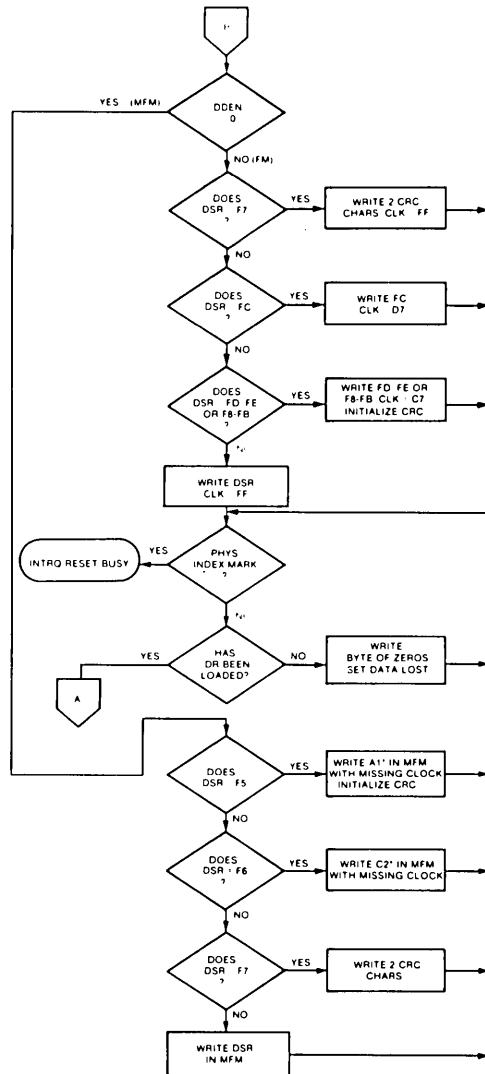 DDEN
0
YES (MFM)
NO (FM)
DOES
DSR F7
?
YES
WRITE 2 CRC
CHARS CLK FF
NO
DOES
DSR FC
?
YES
WRITE FC
CLK D7
NO
DOES
DSR FD FE
OR F8-FB
?
YES
WRITE FD FE OR
F8-FB CLK C7
INITIALIZE CRC
WRITE DSR
CLK FF
PHYS
INDEX MARK
?
YES
INTRQ RESET BUSY
HAS
DR BEEN
LOADED?
YES
NO
WRITE
BYTE OF ZEROS
SET DATA LOST
A
DOES
DSR F5
YES
WRITE A1* IN MFM
WITH MISSING CLOCK
INITIALIZE CRC
NO
DOES
DSR = F6
?
YES
WRITE C2* IN MFM
WITH MISSING CLOCK
NO
DOES
DSR F7
?
YES
WRITE 2 CRC
CHARS
NO
WRITE DSR
IN MFM